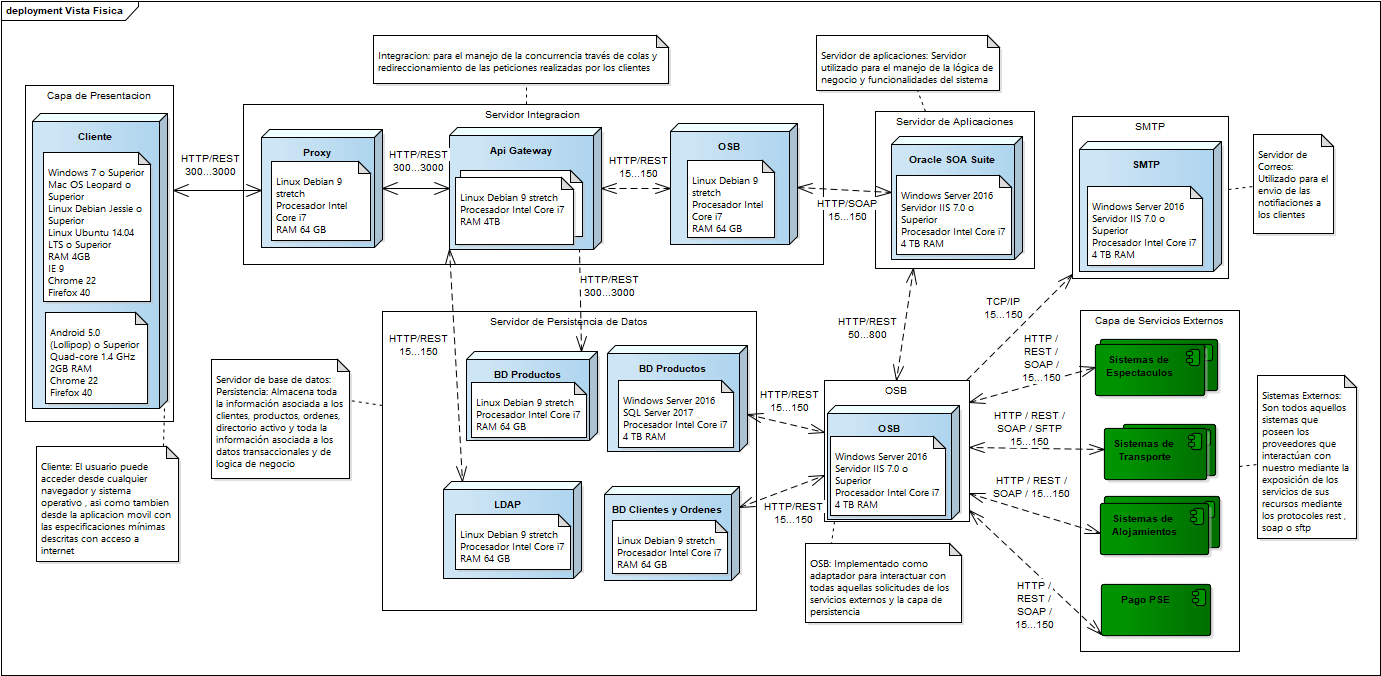 deployment Vista Fisica
Integracion: para el manejo de la concurrencia través de colas y
redireccionamiento de las peticiones realizadas por los clientes
Servidor de aplicaciones: Servidor
utilizado para el manejo de la lógica de
negocio y funcionalidades del sistema
Capa de Presentacion
Cliente
Windows 7 o Superior
Mac OS Leopard o
Superior
Linux Debian Jessie o
Superior
Linux Ubuntu 14.04
LTS o Superior
RAM 4GB
IE 9
Chrome 22
Firefox 40
Android 5.0
(Lollipop) o Superior
Quad-core 1.4 GHz
2GB RAM
Chrome 22
Firefox 40
Cliente: El usuario puede
acceder desde cualquier
navegador y sistema
operativo , asi como tambien
desde la aplicacion movil con
las especificaciones mínimas
descritas con acceso a
internet
HTTP/REST
300...3000
Servidor Integracion
Proxy
Linux Debian 9
stretch
Procesador Intel
Core i7
RAM 64 GB
HTTP/REST
300...3000
Api Gateway
Linux Debian 9 stretch
Procesador Intel Core i7
RAM 4TB
HTTP/REST
15...150
OSB
Linux Debian 9
stretch
Procesador Intel
Core i7
RAM 64 GB
HTTP/SOAP
15...150
Servidor de Aplicaciones
Oracle SOA Suite
Windows Server 2016
Servidor IIS 7.0 o
Superior
Procesador Intel Core i7
4 TB RAM
SMTP
SMTP
Windows Server 2016
Servidor IIS 7.0 o
Superior
Procesador Intel Core i7
4 TB RAM
Servidor de
Correos:
Utilizado para el
envio de las
notifiaciones a
los clientes
HTTP/REST
300...3000
HTTP/REST
15...150
HTTP/REST
50...800
TCP/IP
15...150
Servidor de Persistencia de Datos
BD Productos
Linux Debian 9 stretch
Procesador Intel Core i7
RAM 64 GB
BD Productos
Windows Server 2016
SQL Server 2017
Procesador Intel Core i7
4 TB RAM
LDAP
Linux Debian 9 stretch
Procesador Intel Core i7
RAM 64 GB
BD Clientes y Ordenes
Linux Debian 9 stretch
Procesador Intel Core i7
RAM 64 GB
Servidor de base de datos:
Persistencia: Almacena toda
la información asociada a los
clientes, productos, ordenes,
directorio activo y toda la
información asociada a los
datos transaccionales y de
logica de negocio
HTTP/REST
15...150
HTTP/REST
15...150
OSB
OSB
Windows Server 2016
Servidor IIS 7.0 o
Superior
Procesador Intel Core i7
4 TB RAM
OSB: Implementado como
adaptador para interactuar con
todas aquellas solicitudes de los
servicios externos y la capa de
persistencia
HTTP /
REST /
SOAP /
15...150
HTTP / REST /
SOAP / SFTP
15...150
HTTP / REST /
SOAP / 15...150
HTTP /
REST /
SOAP /
15...150
Capa de Servicios Externos
Sistemas de
Espectaculos
Sistemas de
Transporte
Sistemas de
Alojamientos
Pago PSE
Sistemas Externos:
Son todos aquellos
sistemas que
poseen los
proveedores que
interactúan con
nuestro mediante la
exposición de los
servicios de sus
recursos mediante
los protocolos rest ,
soap o sftp